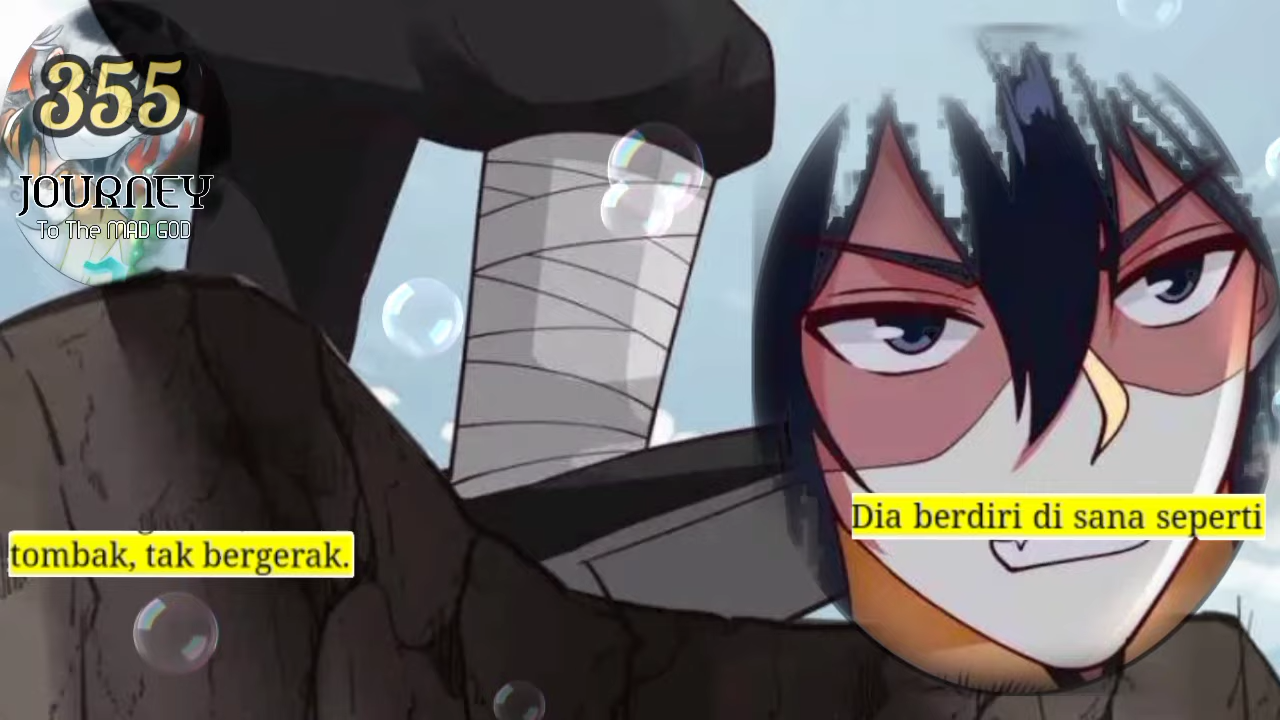 355
JOURNEY
To The MAD GOD
Dia berdiri di sana seperti
tombak, tak bergerak.